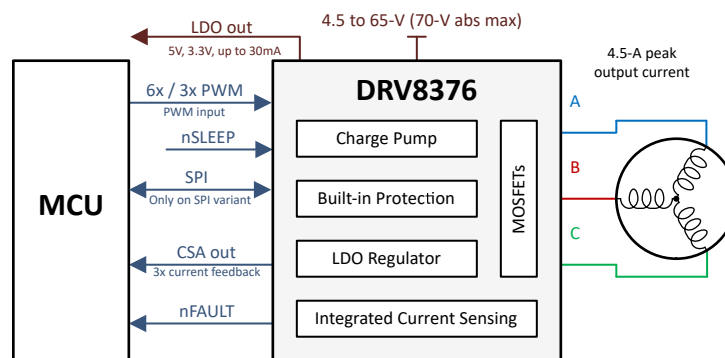 LDO out
5V, 3.3V, up to 30mA
4.5 to 65-V (70-V abs max)
4.5-A peak
output current
MCU
6x / 3x PWM
PWM input
nSLEEP
SPI
Only on SPI variant
CSA out
3x current feedback
nFAULT
DRV8376
Charge Pump
Built-in Protection
LDO Regulator
Integrated Current Sensing
MOSFETs
A
B
C